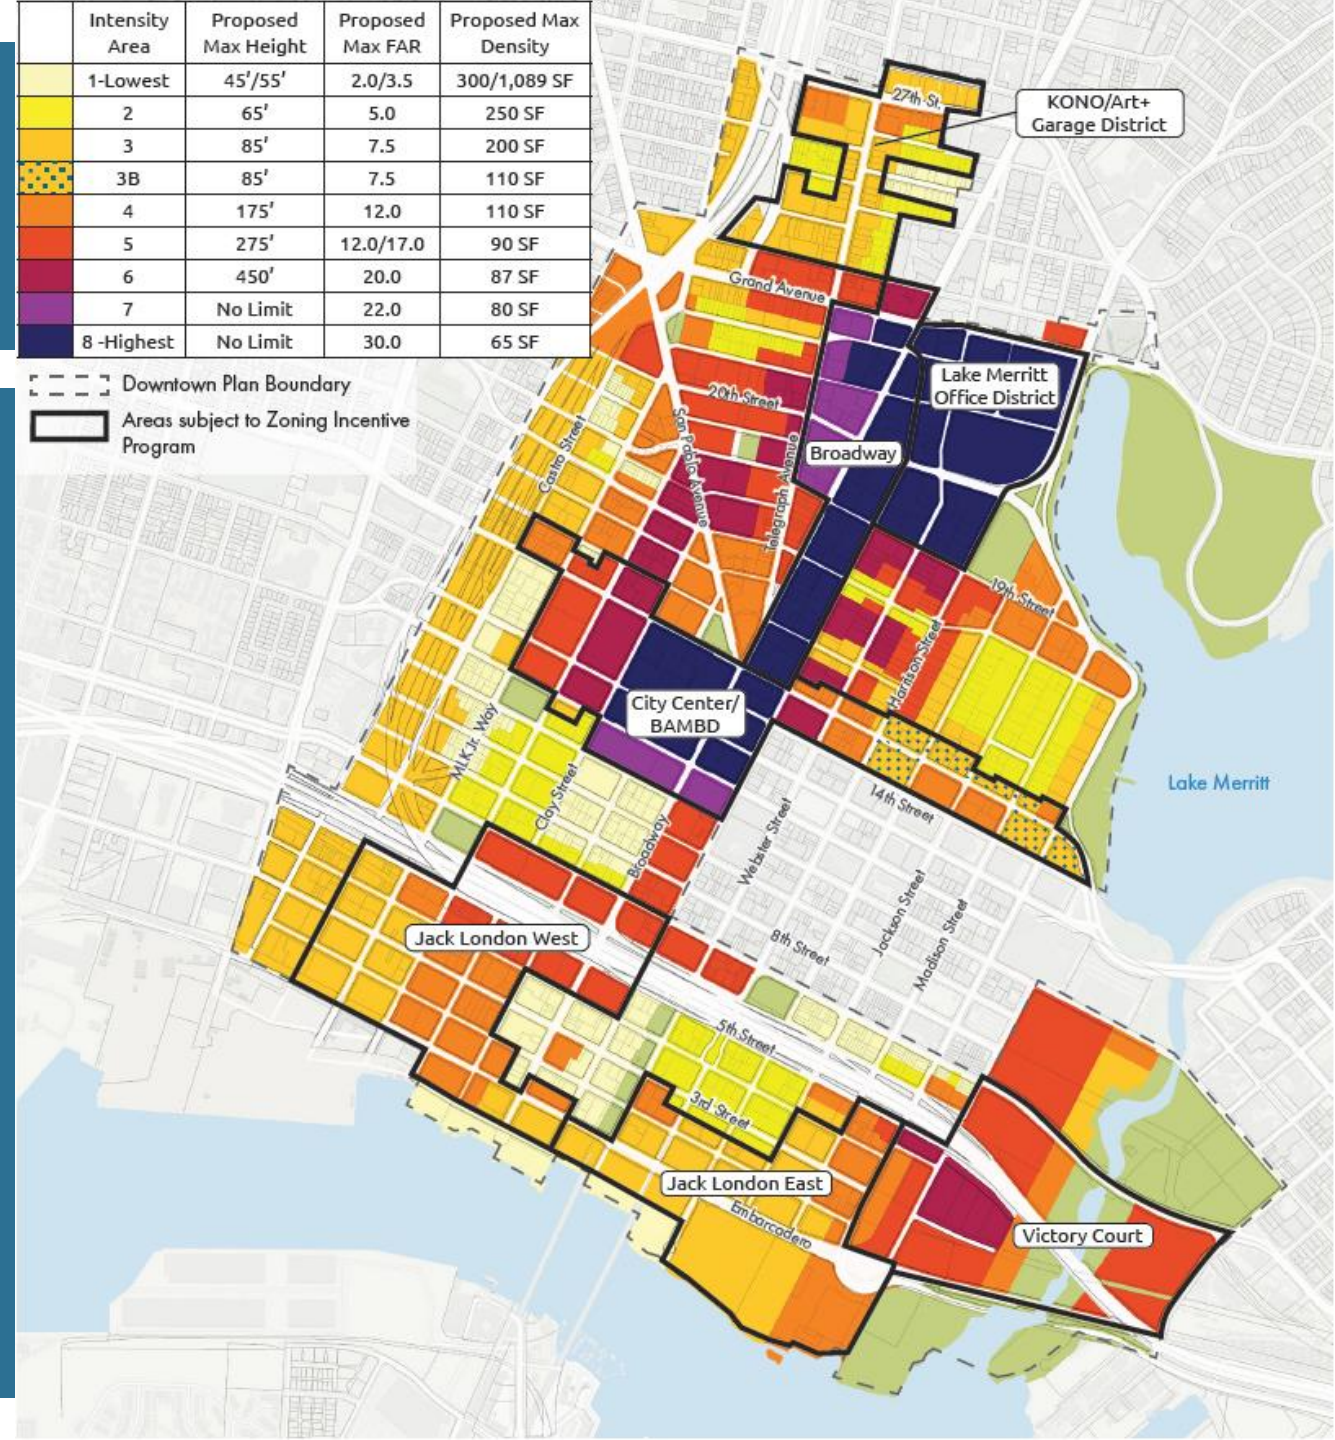 Intensity Area | Proposed Max Height | Proposed Max FAR | Proposed Max Density
1-Lowest | 45'/55' | 2.0/3.5 | 300/1,089 SF
2 | 65' | 5.0 | 250 SF
3 | 85' | 7.5 | 200 SF
3B | 85' | 7.5 | 110 SF
4 | 175' | 12.0 | 110 SF
5 | 275' | 12.0/17.0 | 90 SF
6 | 450' | 20.0 | 87 SF
7 | No Limit | 22.0 | 80 SF
8 -Highest | No Limit | 30.0 | 65 SF
Downtown Plan Boundary
Areas subject to Zoning Incentive
Program
27th St.
KONO/Art+
Garage District
Grand Avenue
Lake Merritt
Office District
20th Street
San Pablo Avenue
Telegraph Avenue
Broadway
Castro Street
19th Street
Harrison Street
City Center/
BAMBD
MLK Jr. Way
Clay Street
Broadway
Webster Street
14th Street
Lake Merritt
Jackson Street
Madison Street
8th Street
Jack London West
5th Street
3rd Street
Jack London East
Embarcadero
Victory Court